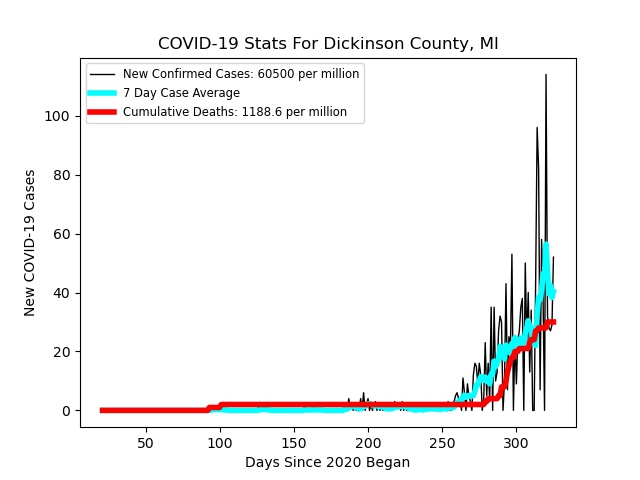 COVID-19 Stats For Dickinson County, MI
New Confirmed Cases: 60500 per million
7 Day Case Average
Cumulative Deaths: 1188.6 per million
New COVID-19 Cases
100
80
60
40
20
0
50 100 150 200 250 300
Days Since 2020 Began